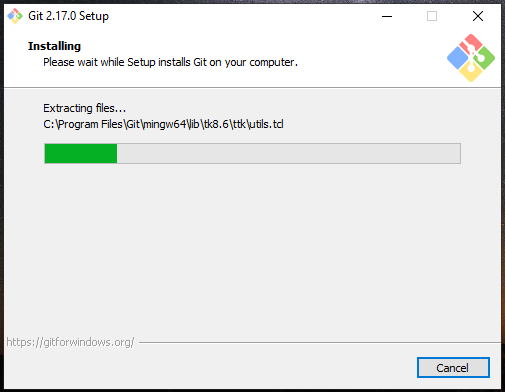 Git 2.17.0 Setup
Installing
Please wait while Setup installs Git on your computer.
Extracting files...
C:\Program Files\Git\mingw64\lib\tk8.6\ttk\utils.tcl
https://gitforwindows.org/
Cancel